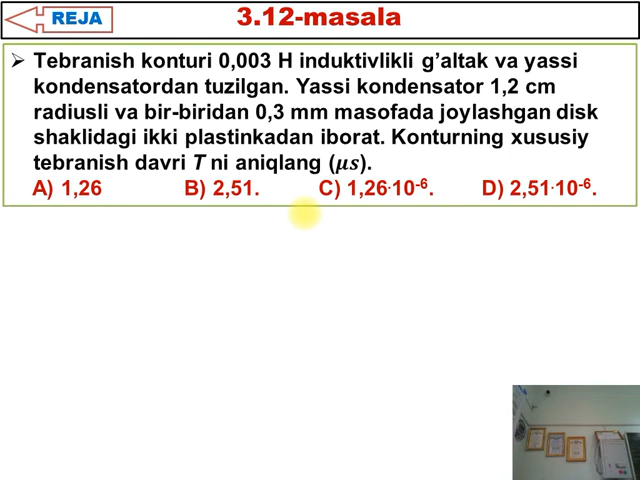 REJA
3.12-masala
➢ Tebranish konturi 0,003 H induktivlikli g’altak va yassi
kondensatordan tuzilgan. Yassi kondensator 1,2 cm
radiusli va bir-biridan 0,3 mm masofada joylashgan disk
shaklidagi ikki plastinkadan iborat. Konturning xususiy
tebranish davri T ni aniqlang (μs).
A) 1,26 B) 2,51. C) 1,26·10⁻⁶. D) 2,51·10⁻⁶.